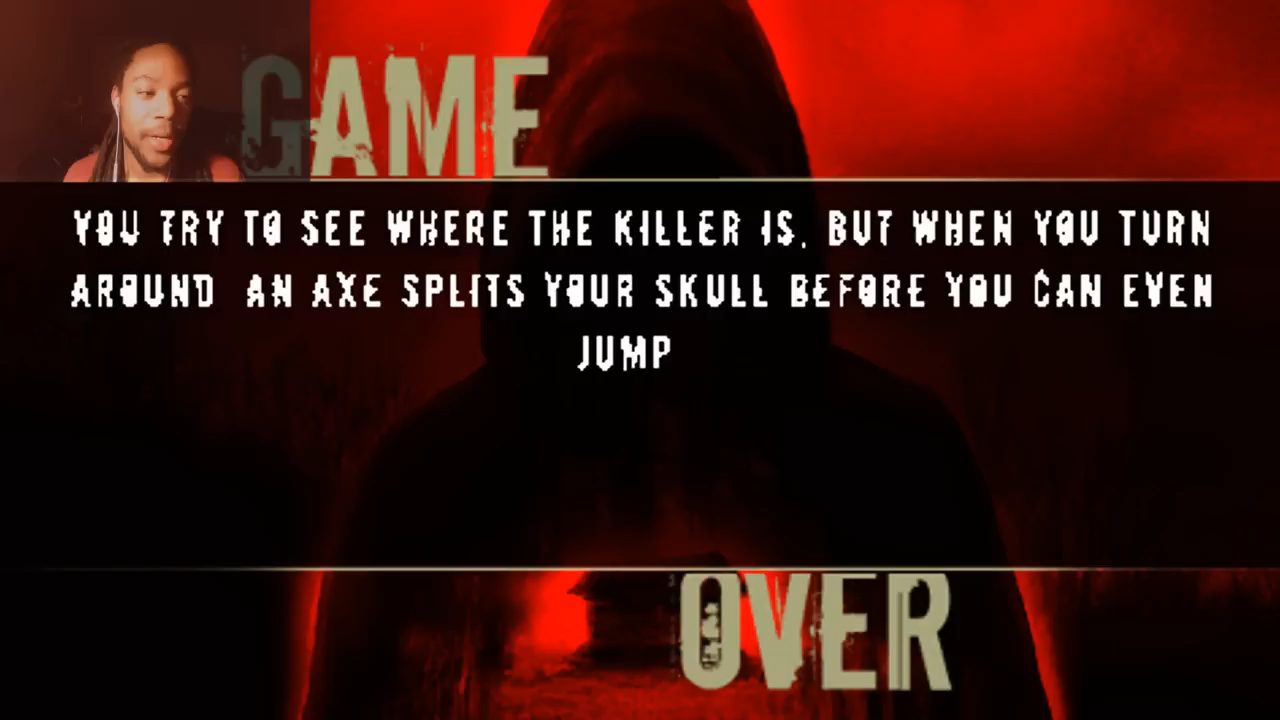 GAME
YOU TRY TO SEE WHERE THE KILLER IS, BUT WHEN YOU TURN
AROUND AN AXE SPLITS YOUR SKULL BEFORE YOU CAN EVEN
JUMP
OVER